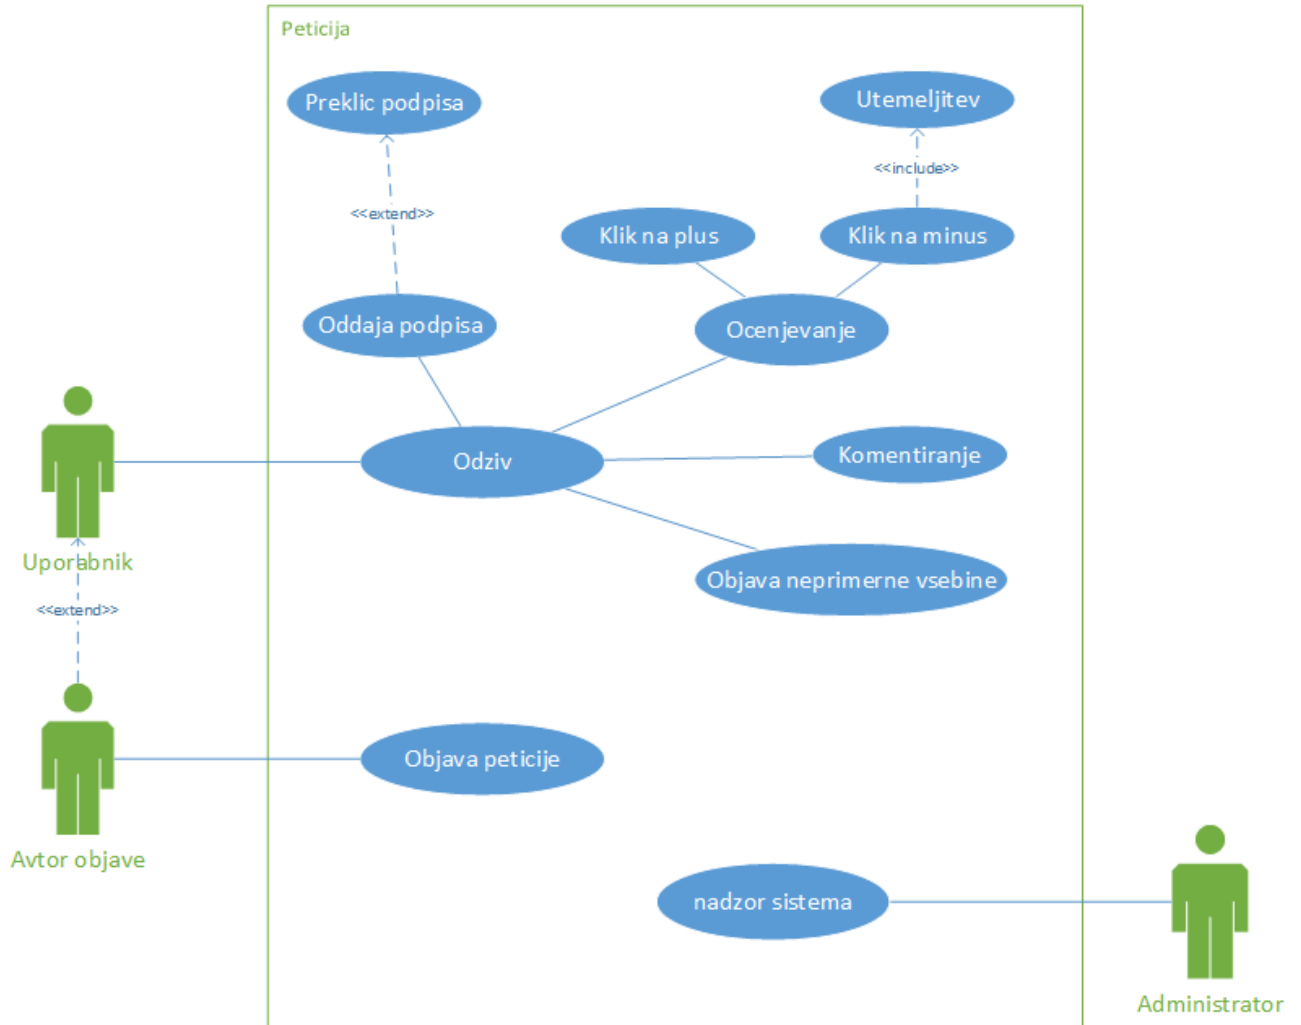 Peticija
Preklic podpisa
Utemeljitev
<<include>>
<<extend>>
Klik na plus
Klik na minus
Oddaja podpisa
Ocenjevanje
Odziv
Komentiranje
Uporabnik
Objava neprimerne vsebine
<<extend>>
Objava peticije
Avtor objave
nadzor sistema
Administrator